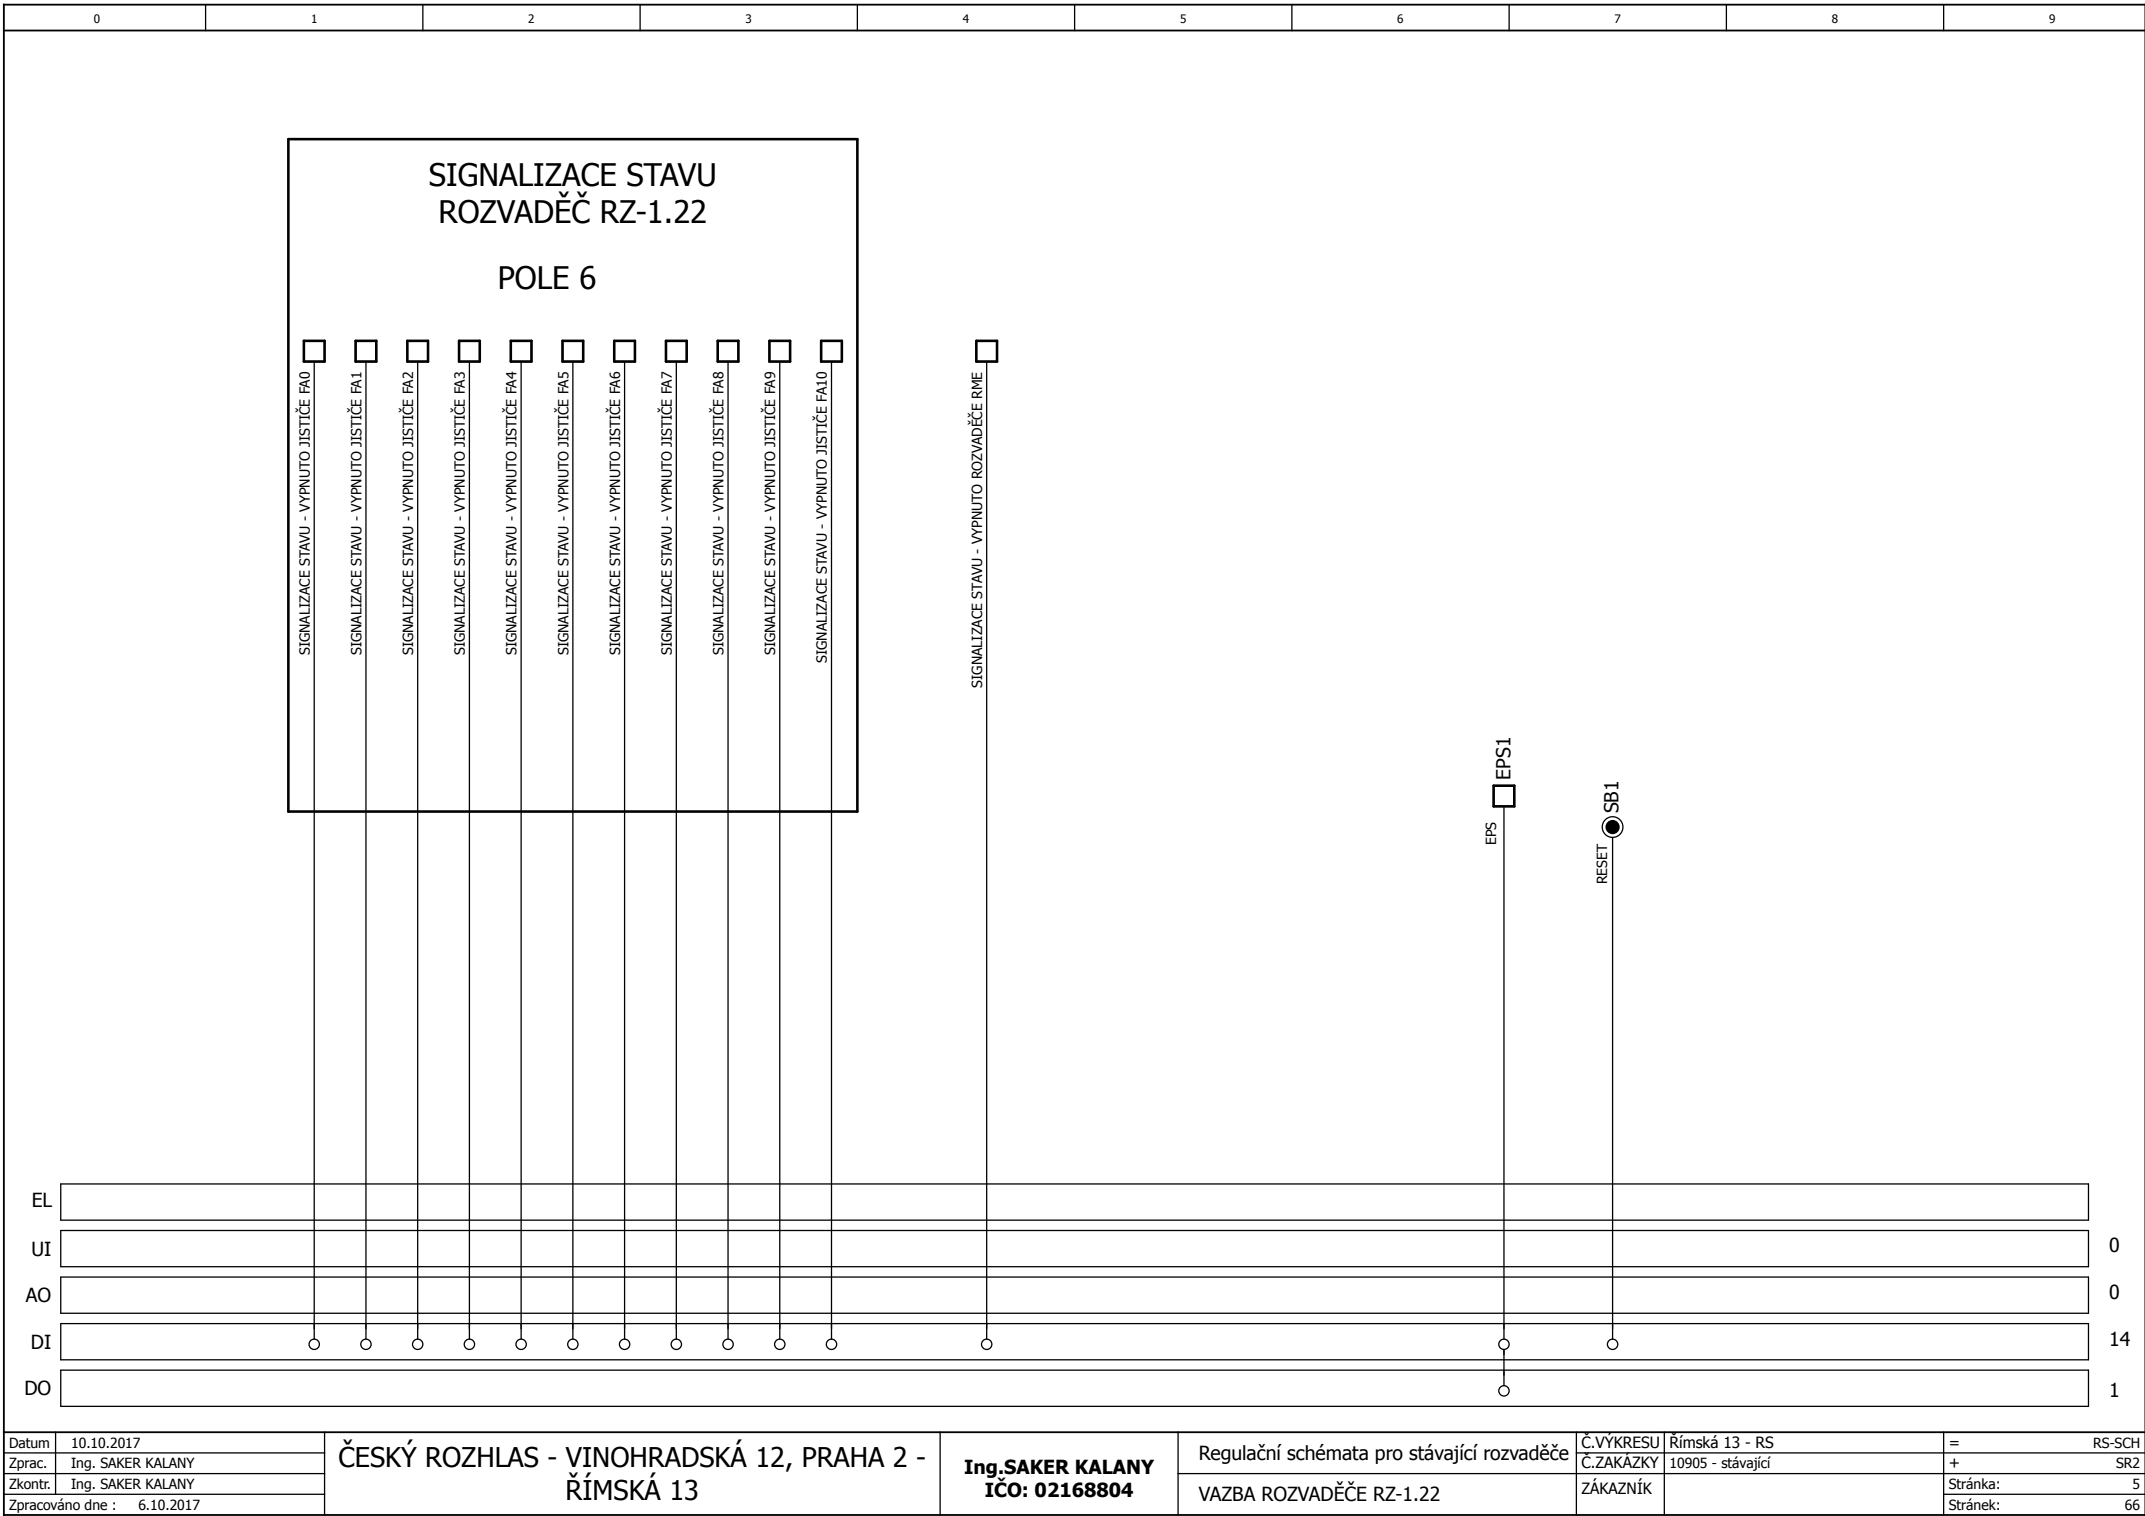 0 1 2 3 4 5 6 7 8 9
SIGNALIZACE STAVU
ROZVADĚČ RZ-1.22
POLE 6
SIGNALIZACE STAVU - VYPNUTO JISTIČE FA0
SIGNALIZACE STAVU - VYPNUTO JISTIČE FA1
SIGNALIZACE STAVU - VYPNUTO JISTIČE FA2
SIGNALIZACE STAVU - VYPNUTO JISTIČE FA3
SIGNALIZACE STAVU - VYPNUTO JISTIČE FA4
SIGNALIZACE STAVU - VYPNUTO JISTIČE FA5
SIGNALIZACE STAVU - VYPNUTO JISTIČE FA6
SIGNALIZACE STAVU - VYPNUTO JISTIČE FA7
SIGNALIZACE STAVU - VYPNUTO JISTIČE FA8
SIGNALIZACE STAVU - VYPNUTO JISTIČE FA9
SIGNALIZACE STAVU - VYPNUTO JISTIČE FA10
SIGNALIZACE STAVU - VYPNUTO ROZVADĚČE RME
EPS1
EPS
SB1
RESET
EL
UI 0
AO 0
DI 14
DO 1
Datum 10.10.2017
Zprac. Ing. SAKER KALANY
Zkontr. Ing. SAKER KALANY
Zpracováno dne : 6.10.2017
ČESKÝ ROZHLAS - VINOHRADSKÁ 12, PRAHA 2 -
ŘÍMSKÁ 13
Ing.SAKER KALANY
IČO: 02168804
Regulační schémata pro stávající rozvaděče
VAZBA ROZVADĚČE RZ-1.22
Č.VÝKRESU Římská 13 - RS
Č.ZAKÁZKY 10905 - stávající
ZÁKAZNÍK
= RS-SCH
+ SR2
Stránka: 5
Stránek: 66